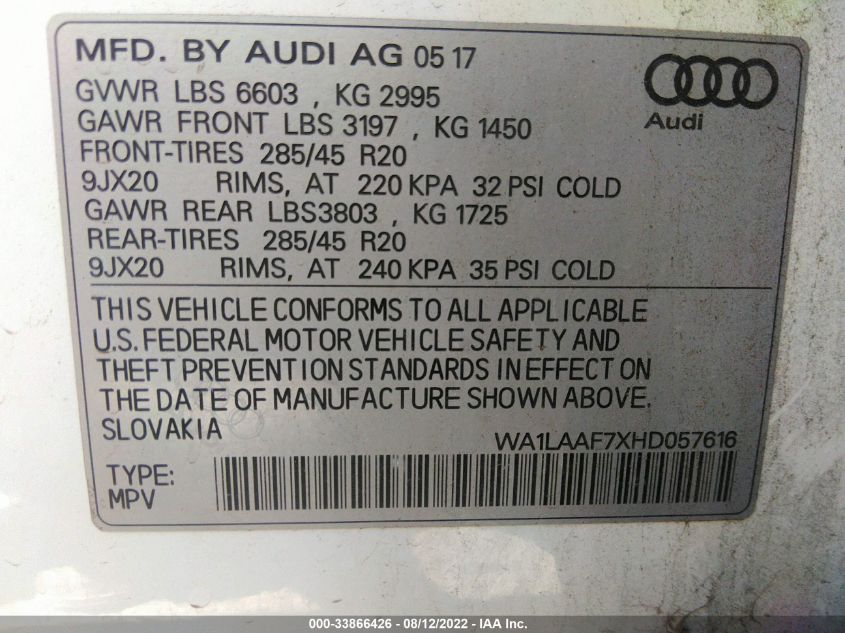 MFD. BY AUDI AG 05 17
GVWR LBS 6603 , KG 2995
GAWR FRONT LBS 3197 , KG 1450
Audi
FRONT-TIRES 285/45 R20
9JX20 RIMS, AT 220 KPA 32 PSI COLD
GAWR REAR LBS3803 , KG 1725
REAR-TIRES 285/45 R20
9JX20 RIMS, AT 240 KPA 35 PSI COLD
THIS VEHICLE CONFORMS TO ALL APPLICABLE
U.S. FEDERAL MOTOR VEHICLE SAFETY AND
THEFT PREVENTION STANDARDS IN EFFECT ON
THE DATE OF MANUFACTURE SHOWN ABOVE.
SLOVAKIA
WA1LAAF7XHD057616
TYPE:
MPV
000-33866426 - 08/12/2022 - IAA Inc.